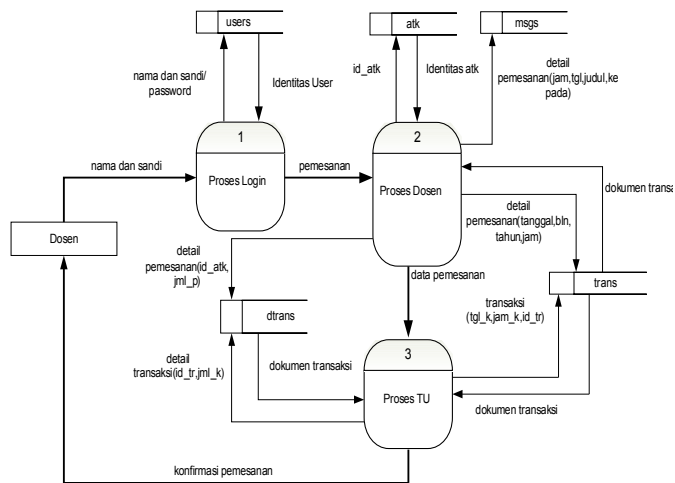 users
atk
msgs
nama dan sandi/
password
Identitas User
id_atk
Identitas atk
detail
pemesanan(jam,tgl,judul,ke
pada)
1
Proses Login
2
Proses Dosen
nama dan sandi
pemesanan
Dosen
dokumen transa
detail
pemesanan(tanggal,bln,
tahun,jam)
detail
pemesanan(id_atk,
jml_p)
data pemesanan
trans
dtrans
transaksi
(tgl_k,jam_k,id_tr)
3
Proses TU
detail
transaksi(id_tr,jml_k)
dokumen transaksi
dokumen transaksi
konfirmasi pemesanan